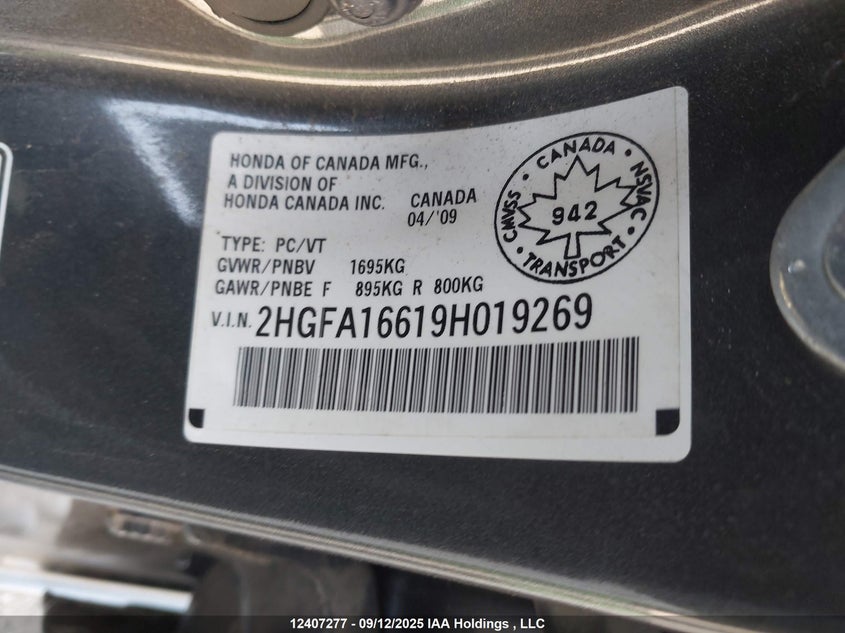 HONDA OF CANADA MFG.,
A DIVISION OF
HONDA CANADA INC. CANADA
04/'09
TYPE: PC/VT
GVWR/PNBV 1695KG
GAWR/PNBE F 895KG R 800KG
V.I.N. 2HGFA16619H019269
• CANADA •
CMVSS 942 NSVAC
• TRANSPORT •
12407277 - 09/12/2025 IAA Holdings , LLC